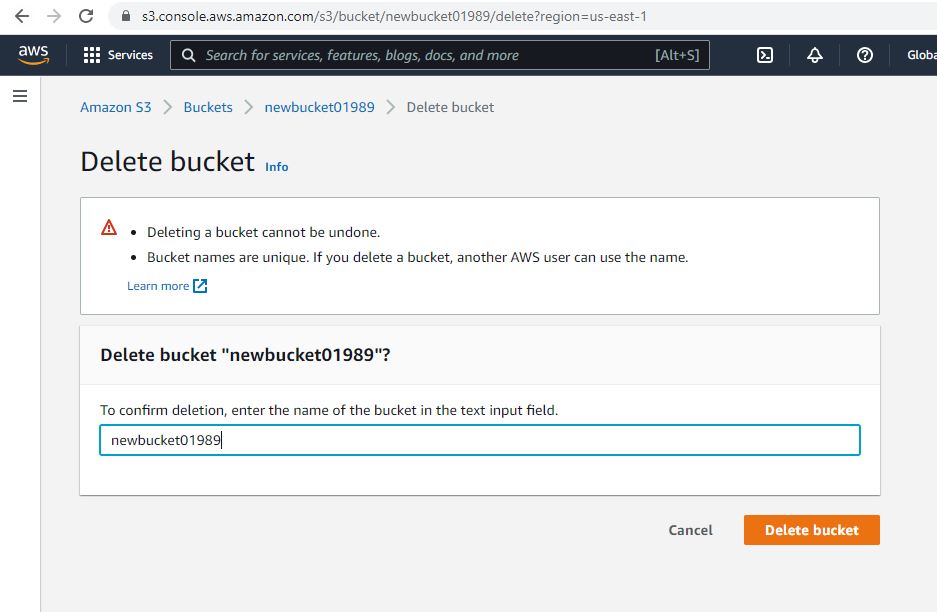 s3.console.aws.amazon.com/s3/bucket/newbucket01989/delete?region=us-east-1
aws Services Search for services, features, blogs, docs, and more [Alt+S] Globa
Amazon S3 > Buckets > newbucket01989 > Delete bucket
Delete bucket Info
• Deleting a bucket cannot be undone.
• Bucket names are unique. If you delete a bucket, another AWS user can use the name.
Learn more
Delete bucket "newbucket01989"?
To confirm deletion, enter the name of the bucket in the text input field.
newbucket01989
Cancel Delete bucket